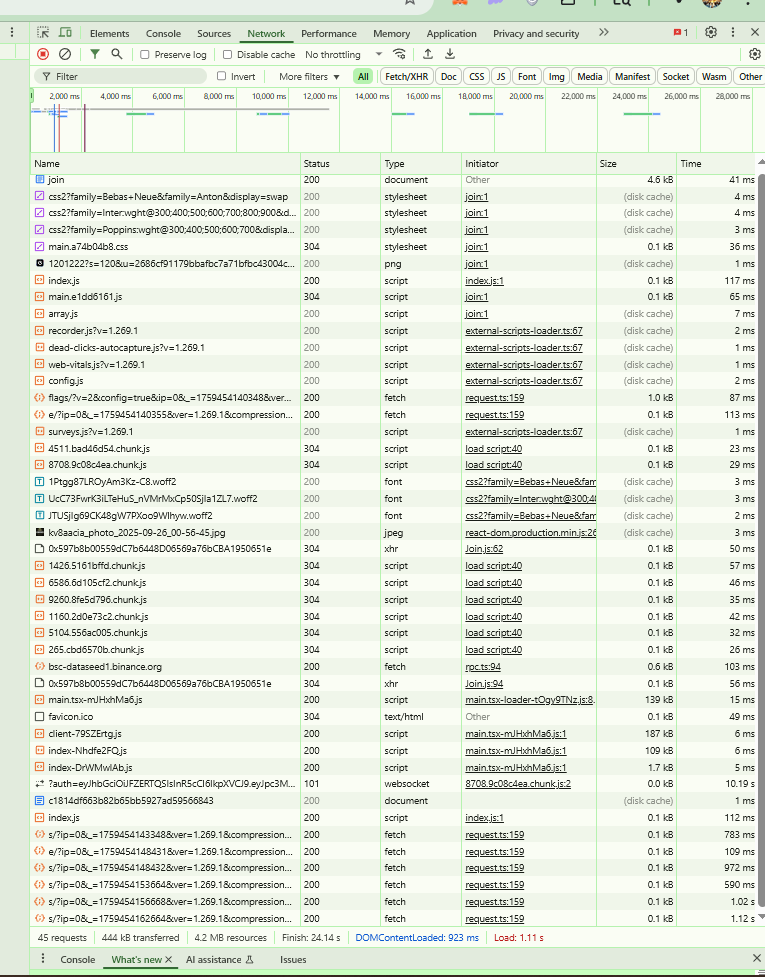 Elements Console Sources Network Performance Memory Application Privacy and security 1
Preserve log Disable cache No throttling
Filter Invert More filters All Fetch/XHR Doc CSS JS Font Img Media Manifest Socket Wasm Other
2,000 ms 4,000 ms 6,000 ms 8,000 ms 10,000 ms 12,000 ms 14,000 ms 16,000 ms 18,000 ms 20,000 ms 22,000 ms 24,000 ms 26,000 ms 28,000 ms
Name Status Type Initiator Size Time
join 200 document Other 4.6 kB 41 ms
css2?family=Bebas+Neue&family=Anton&display=swap 200 stylesheet join:1 (disk cache) 4 ms
css2?family=Inter:wght@300;400;500;600;700;800;900&d... 200 stylesheet join:1 (disk cache) 4 ms
css2?family=Poppins:wght@300;400;500;600;700&displa... 200 stylesheet join:1 (disk cache) 3 ms
main.a74b04b8.css 304 stylesheet join:1 0.1 kB 36 ms
1201222?s=120&u=2686cf91179bbafbc7a71bfbc43004c... 200 png join:1 (disk cache) 1 ms
index.js 200 script index.js:1 0.1 kB 117 ms
main.e1dd6161.js 304 script join:1 0.1 kB 65 ms
array.js 200 script join:1 (disk cache) 7 ms
recorder.js?v=1.269.1 200 script external-scripts-loader.ts:67 (disk cache) 2 ms
dead-clicks-autocapture.js?v=1.269.1 200 script external-scripts-loader.ts:67 (disk cache) 1 ms
web-vitals.js?v=1.269.1 200 script external-scripts-loader.ts:67 (disk cache) 1 ms
config.js 200 script external-scripts-loader.ts:67 (disk cache) 2 ms
flags/?v=2&config=true&ip=0&_=1759454140348&ver... 200 fetch request.ts:159 1.0 kB 87 ms
e/?ip=0&_=1759454140355&ver=1.269.1&compression... 200 fetch request.ts:159 0.1 kB 113 ms
surveys.js?v=1.269.1 200 script external-scripts-loader.ts:67 (disk cache) 1 ms
4511.bad46d54.chunk.js 304 script load script:40 0.1 kB 23 ms
8708.9c08c4ea.chunk.js 304 script load script:40 0.1 kB 29 ms
1Ptgg87LROyAm3Kz-C8.woff2 200 font css2?family=Bebas+Neue&fam (disk cache) 3 ms
UcC73FwrK3iLTeHuS_nVMrMxCp50SjIa1ZL7.woff2 200 font css2?family=Inter:wght@300;40 (disk cache) 3 ms
JTUSjIg69CK48gW7PXoo9Wlhyw.woff2 200 font css2?family=Bebas+Neue&fam (disk cache) 2 ms
kv8aacia_photo_2025-09-26_00-56-45.jpg 200 jpeg react-dom.production.min.js:26 (disk cache) 3 ms
0x597b8b00559dC7b6448D06569a76bCBA1950651e 304 xhr Join.js:62 0.1 kB 50 ms
1426.5161bffd.chunk.js 304 script load script:40 0.1 kB 57 ms
6586.6d105cf2.chunk.js 304 script load script:40 0.1 kB 46 ms
9260.8fe5d796.chunk.js 304 script load script:40 0.1 kB 35 ms
1160.2d0e73c2.chunk.js 304 script load script:40 0.1 kB 42 ms
5104.556ac005.chunk.js 304 script load script:40 0.1 kB 32 ms
265.cbd6570b.chunk.js 304 script load script:40 0.1 kB 26 ms
bsc-dataseed1.binance.org 200 fetch rpc.ts:94 0.6 kB 103 ms
0x597b8b00559dC7b6448D06569a76bCBA1950651e 304 xhr Join.js:94 0.1 kB 56 ms
main.tsx-mJHxhMa6.js 200 script main.tsx-loader-tOgy9TNz.js:8. 139 kB 15 ms
favicon.ico 304 text/html Other 0.1 kB 49 ms
client-79SZErtg.js 200 script main.tsx-mJHxhMa6.js:1 187 kB 6 ms
index-Nhdfe2FQ.js 200 script main.tsx-mJHxhMa6.js:1 109 kB 6 ms
index-DrWMwIAb.js 200 script main.tsx-mJHxhMa6.js:1 1.7 kB 5 ms
?auth=eyJhbGciOiJFZERTQSIsInR5cCI6IkpXVCJ9.eyJpc3M... 101 websocket 8708.9c08c4ea.chunk.js:2 0.0 kB 10.19 s
c1814df663b82b65bb5927ad59566843 200 document (disk cache) 1 ms
index.js 200 script index.js:1 0.1 kB 112 ms
s/?ip=0&_=1759454143348&ver=1.269.1&compression... 200 fetch request.ts:159 0.1 kB 783 ms
e/?ip=0&_=1759454148431&ver=1.269.1&compression... 200 fetch request.ts:159 0.1 kB 109 ms
s/?ip=0&_=1759454148432&ver=1.269.1&compression... 200 fetch request.ts:159 0.1 kB 972 ms
s/?ip=0&_=1759454153664&ver=1.269.1&compression... 200 fetch request.ts:159 0.1 kB 590 ms
s/?ip=0&_=1759454156668&ver=1.269.1&compression... 200 fetch request.ts:159 0.1 kB 1.02 s
s/?ip=0&_=1759454162664&ver=1.269.1&compression... 200 fetch request.ts:159 0.1 kB 1.12 s
45 requests 444 kB transferred 4.2 MB resources Finish: 24.14 s DOMContentLoaded: 923 ms Load: 1.11 s
Console What's new AI assistance Issues